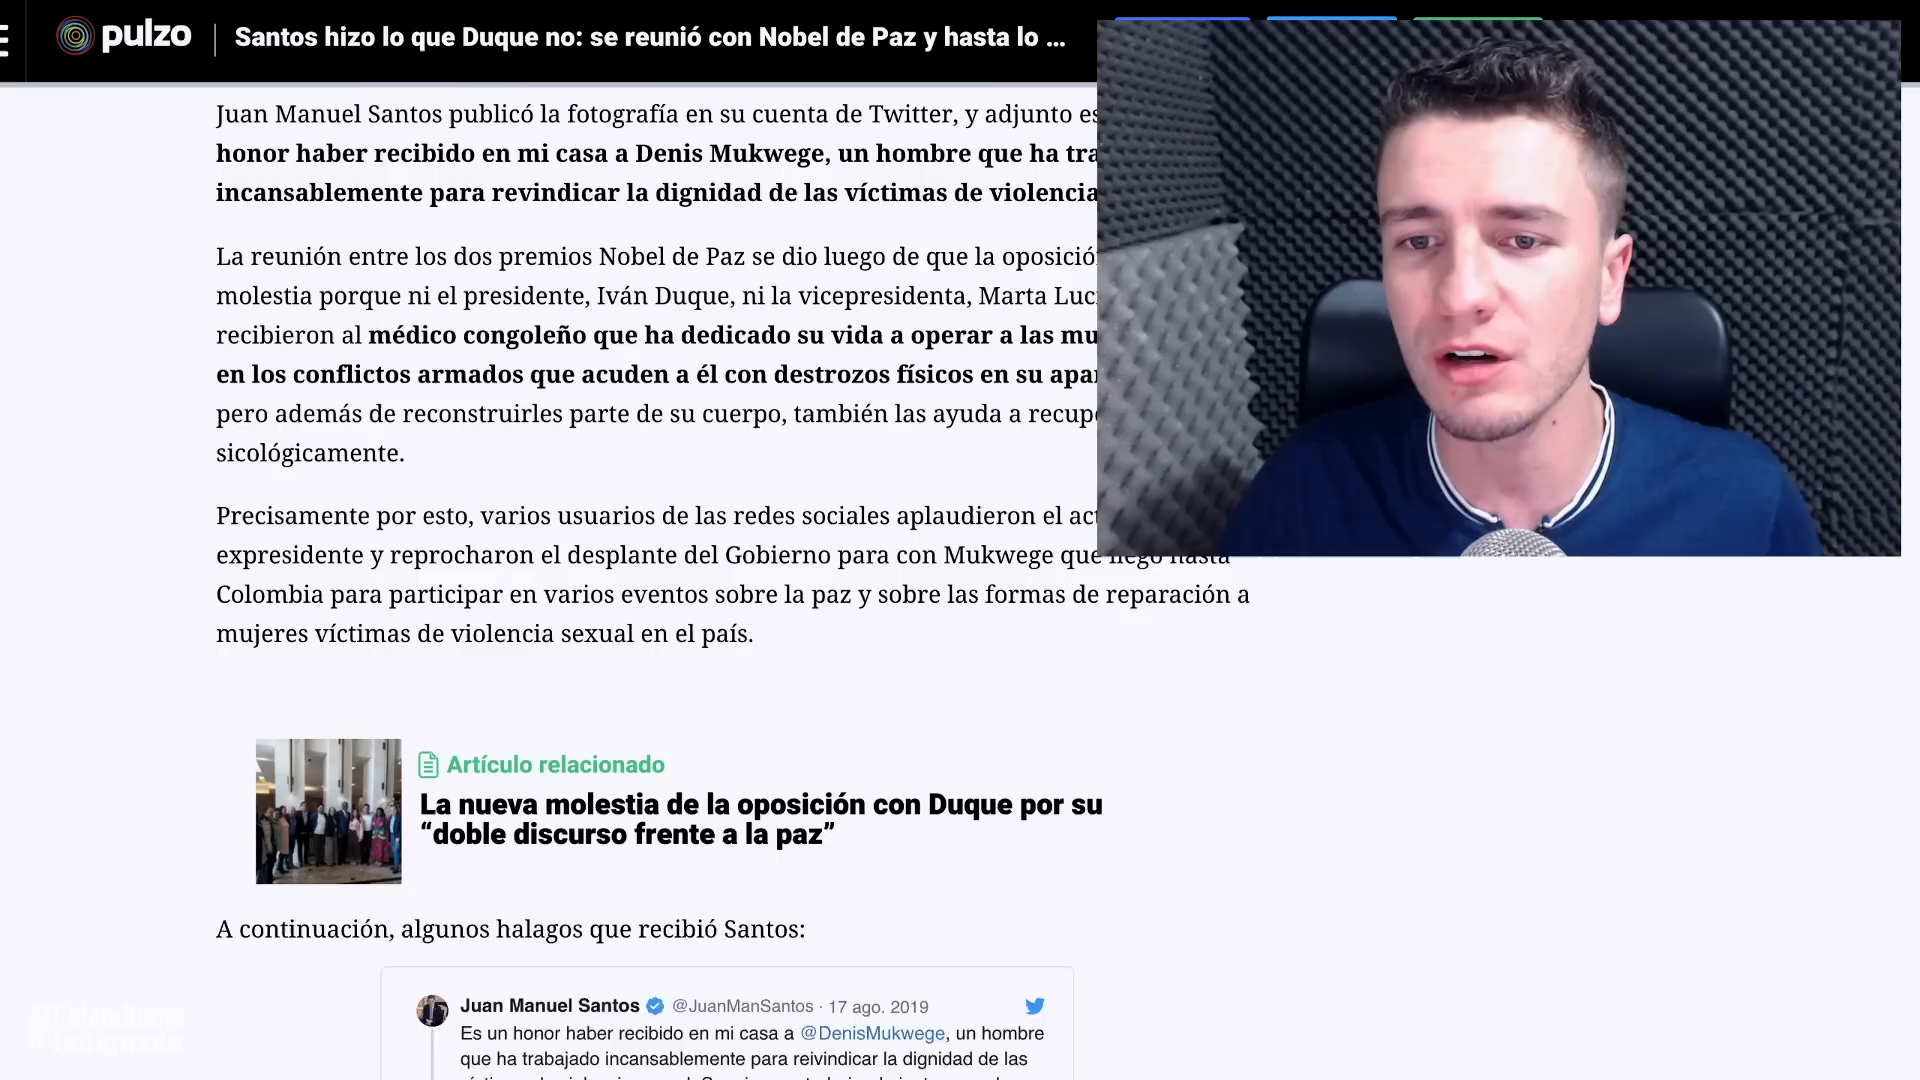 pulzo
Santos hizo lo que Duque no: se reunió con Nobel de Paz y hasta lo ...
Juan Manuel Santos publicó la fotografía en su cuenta de Twitter, y adjunto
honor haber recibido en mi casa a Denis Mukwege, un hombre que ha
incansablemente para revindicar la dignidad de las víctimas de violencia
La reunión entre los dos premios Nobel de Paz se dio luego de que la
molestia porque ni el presidente, Iván Duque, ni la vicepresidenta, Marta
recibieron al médico congoleño que ha dedicado su vida a operar a las
en los conflictos armados que acuden a él con destrozos físicos en su
pero además de reconstruirles parte de su cuerpo, también las ayuda a
sicológicamente.
Precisamente por esto, varios usuarios de las redes sociales aplaudieron el
expresidente y reprocharon el desplante del Gobierno para con Mukwege que llegó hasta
Colombia para participar en varios eventos sobre la paz y sobre las formas de reparación a
mujeres víctimas de violencia sexual en el país.
Artículo relacionado
La nueva molestia de la oposición con Duque por su
“doble discurso frente a la paz”
A continuación, algunos halagos que recibió Santos:
Juan Manuel Santos @JuanManSantos · 17 ago. 2019
Es un honor haber recibido en mi casa a @DenisMukwege, un hombre
que ha trabajado incansablemente para reivindicar la dignidad de las
#Colombiano
Indignado